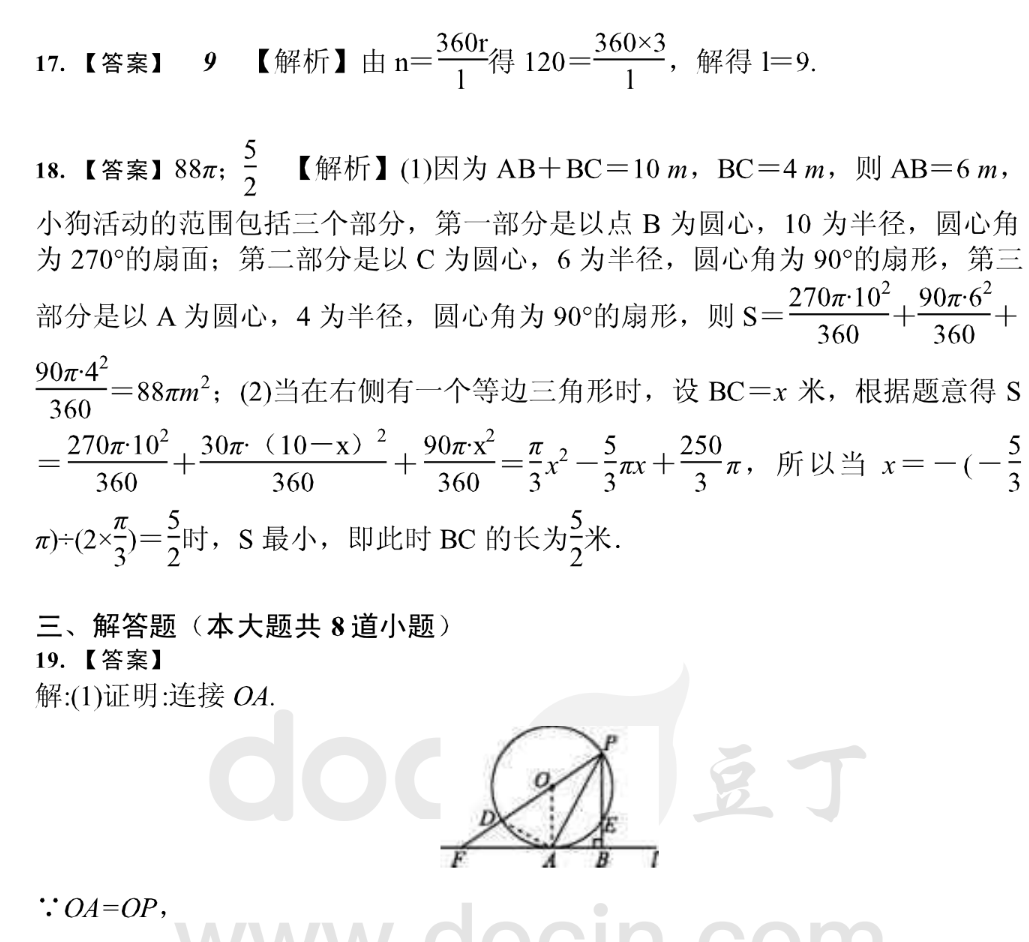 17. 【答案】 9 【解析】由 n=360r/l得 120=360×3/l，解得 l=9.
18. 【答案】88π；5/2 【解析】(1)因为 AB+BC=10 m，BC=4 m，则 AB=6 m，
小狗活动的范围包括三个部分，第一部分是以点 B 为圆心，10 为半径，圆心角
为 270°的扇面；第二部分是以 C 为圆心，6 为半径，圆心角为 90°的扇形，第三
部分是以 A 为圆心，4 为半径，圆心角为 90°的扇形，则 S=270π·10²/360+90π·6²/360+
90π·4²/360=88πm²；(2)当在右侧有一个等边三角形时，设 BC=x 米，根据题意得 S
=270π·10²/360+30π·（10-x）²/360+90π·x²/360=π/3x²-5/3πx+250/3π，所以当 x=-(-5/3
π)÷(2×π/3)=5/2时，S 最小，即此时 BC 的长为5/2米.
三、解答题（本大题共 8 道小题）
19. 【答案】
解:(1)证明:连接 OA.
P
O
D
E
F A B l
∵OA=OP，
docin 豆丁
www.docin.com